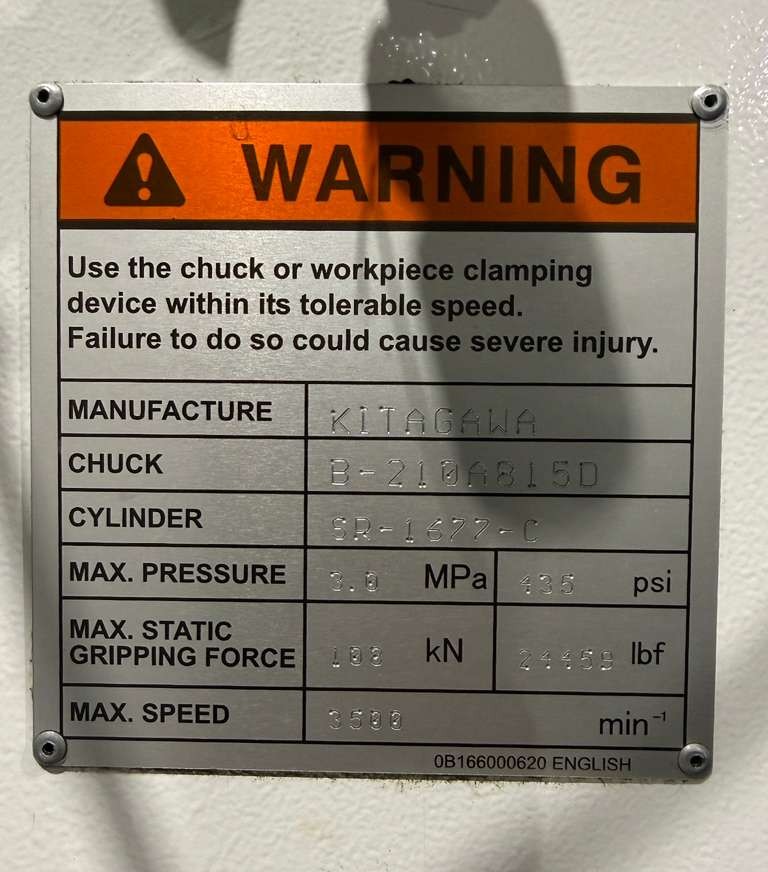 WARNING
Use the chuck or workpiece clamping
device within its tolerable speed.
Failure to do so could cause severe injury.
MANUFACTURE KITAGAWA
CHUCK B-210A815D
CYLINDER SR-1677-C
MAX. PRESSURE 3.0 MPa 435 psi
MAX. STATIC
GRIPPING FORCE 108 kN 24459 lbf
MAX. SPEED 3500 min⁻¹
0B166000620 ENGLISH